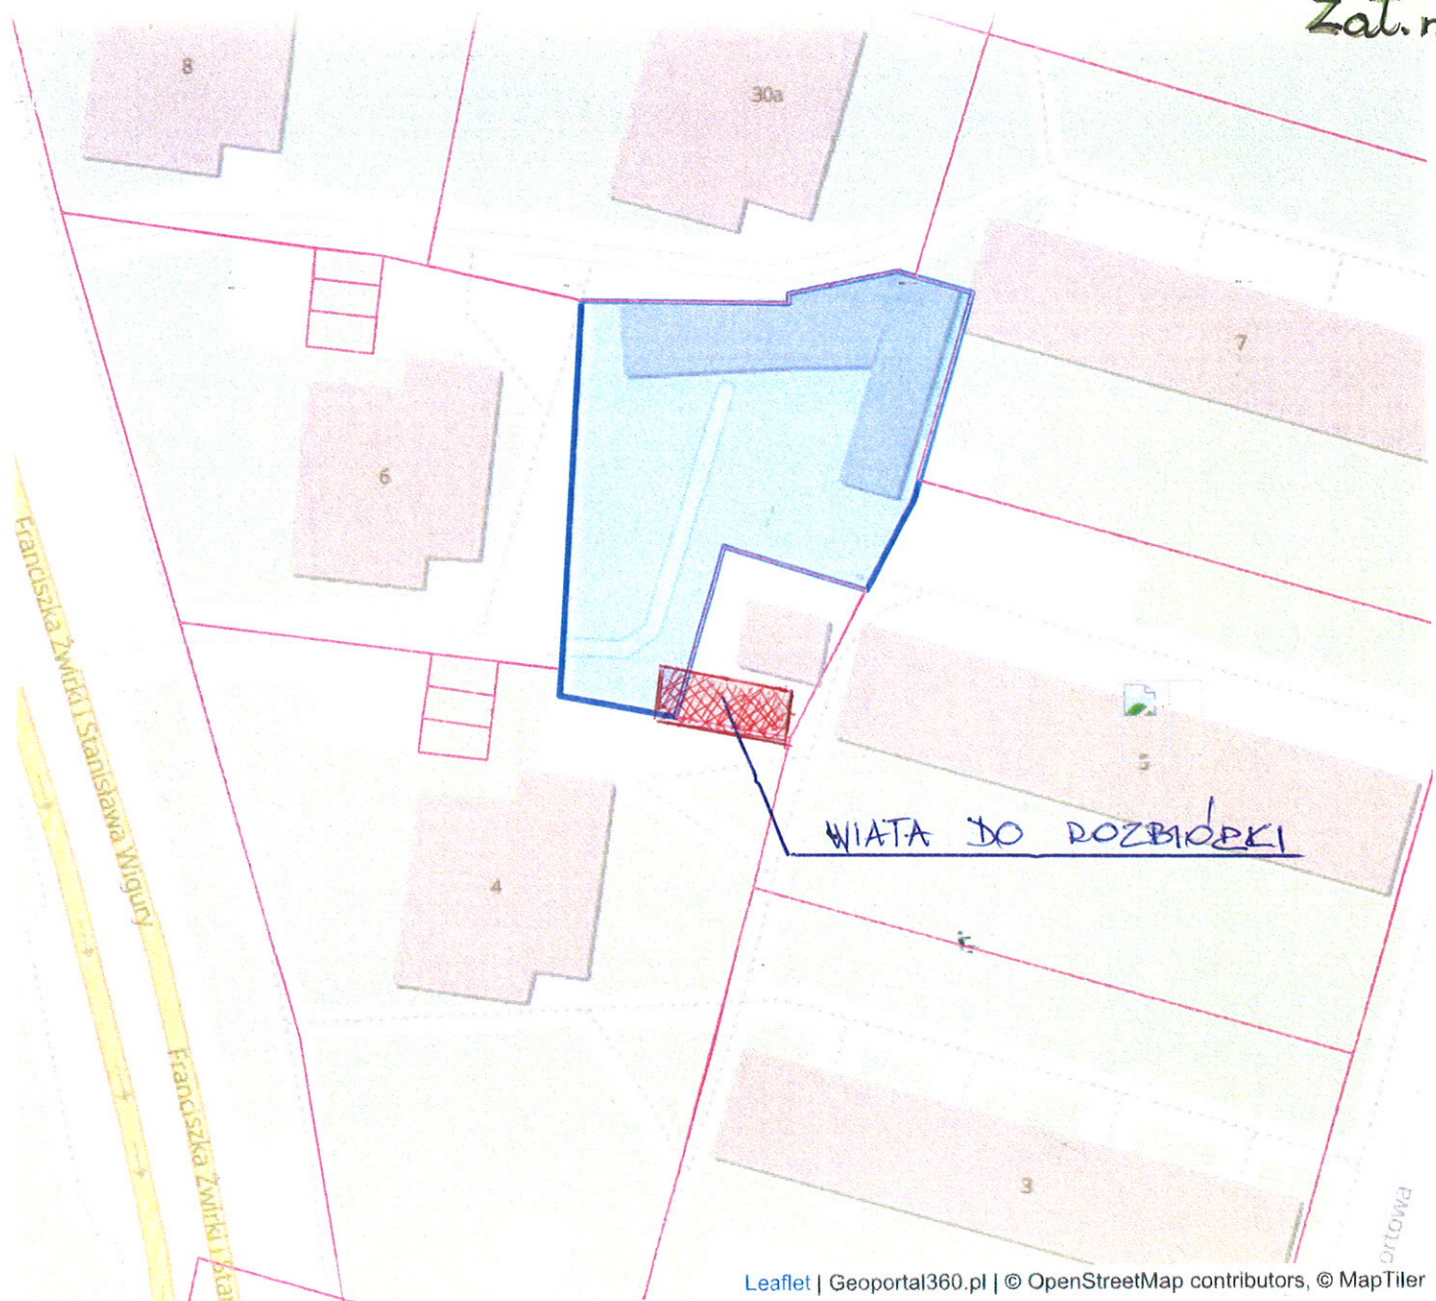 Zał. n
8
30a
7
6
Franciszka Żwirki i Stanisława Wigury
5
WIATA DO ROZBIÓRKI
4
Franciszka Żwirki i Sta
3
ortowa
Leaflet | Geoportal360.pl | © OpenStreetMap contributors, © MapTiler